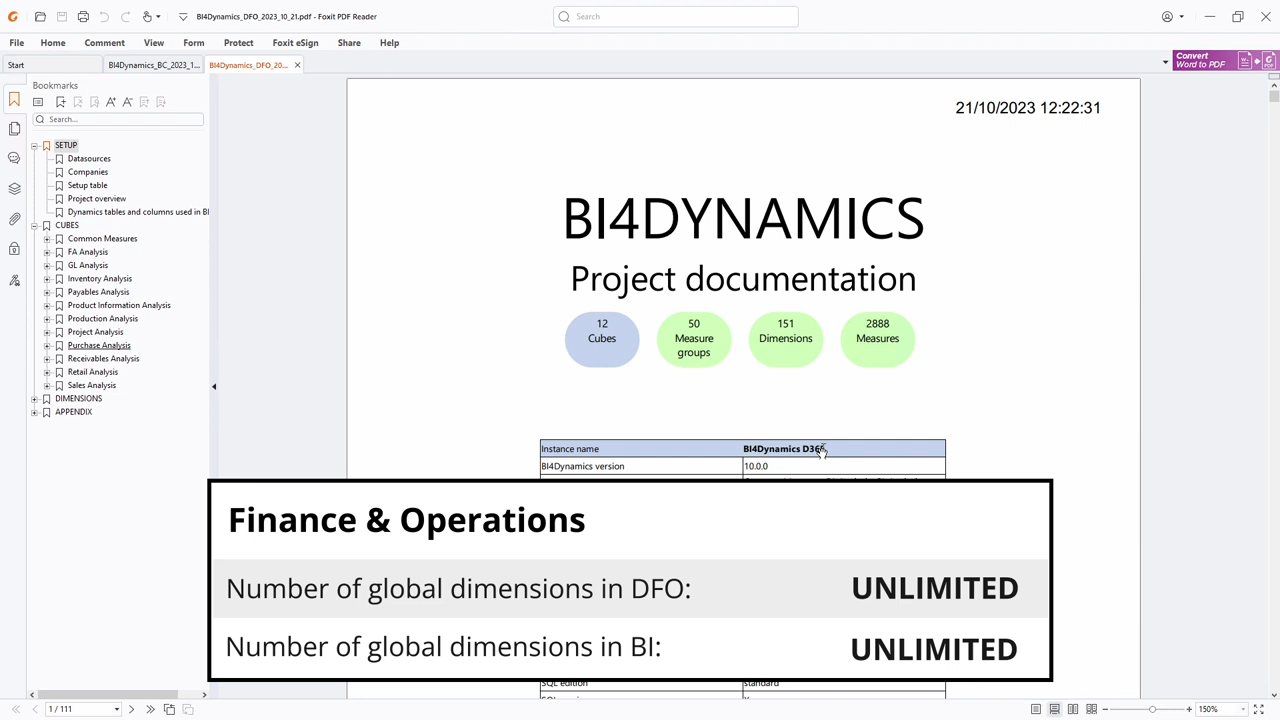 BI4Dynamics_DFO_2023_10_21.pdf - Foxit PDF Reader
Search
File Home Comment View Form Protect Foxit eSign Share Help
Start
BI4Dynamics_BC_2023_1...
BI4Dynamics_DFO_20...
Convert
Word to PDF
Bookmarks
Search...
SETUP
Datasources
Companies
Setup table
Project overview
Dynamics tables and columns used in BI
CUBES
Common Measures
FA Analysis
GL Analysis
Inventory Analysis
Payables Analysis
Product Information Analysis
Production Analysis
Project Analysis
Purchase Analysis
Receivables Analysis
Retail Analysis
Sales Analysis
DIMENSIONS
APPENDIX
21/10/2023 12:22:31
BI4DYNAMICS
Project documentation
12
Cubes
50
Measure
groups
151
Dimensions
2888
Measures
Instance name BI4Dynamics
BI4Dynamics version 10.0.0
Finance & Operations
Number of global dimensions in DFO: UNLIMITED
Number of global dimensions in BI: UNLIMITED
SQL edition standard
1 / 111
150%